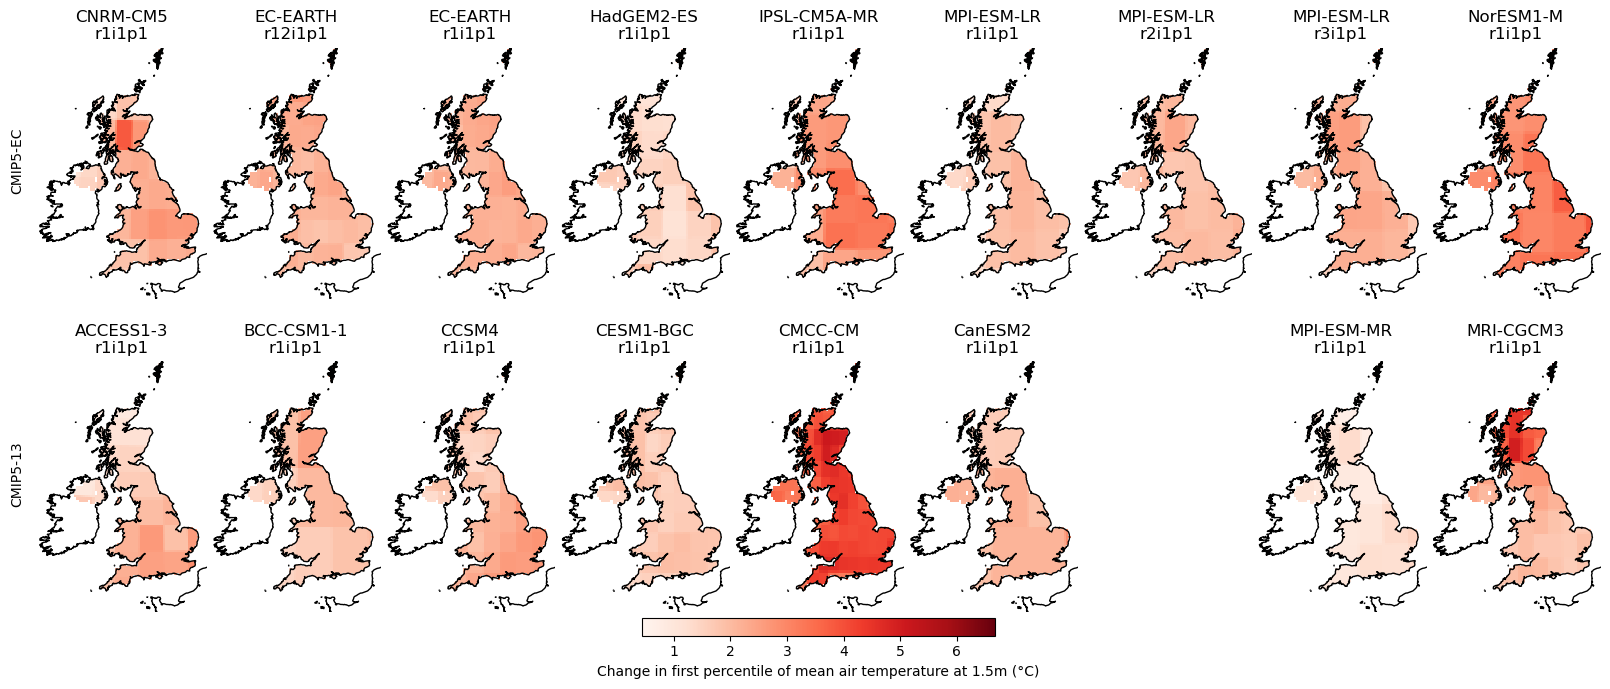 CNRM-CM5
r1i1p1
EC-EARTH
r12i1p1
EC-EARTH
r1i1p1
HadGEM2-ES
r1i1p1
IPSL-CM5A-MR
r1i1p1
MPI-ESM-LR
r1i1p1
MPI-ESM-LR
r2i1p1
MPI-ESM-LR
r3i1p1
NorESM1-M
r1i1p1
CMIP5-EC
ACCESS1-3
r1i1p1
BCC-CSM1-1
r1i1p1
CCSM4
r1i1p1
CESM1-BGC
r1i1p1
CMCC-CM
r1i1p1
CanESM2
r1i1p1
MPI-ESM-MR
r1i1p1
MRI-CGCM3
r1i1p1
CMIP5-13
1 2 3 4 5 6
Change in first percentile of mean air temperature at 1.5m (°C)